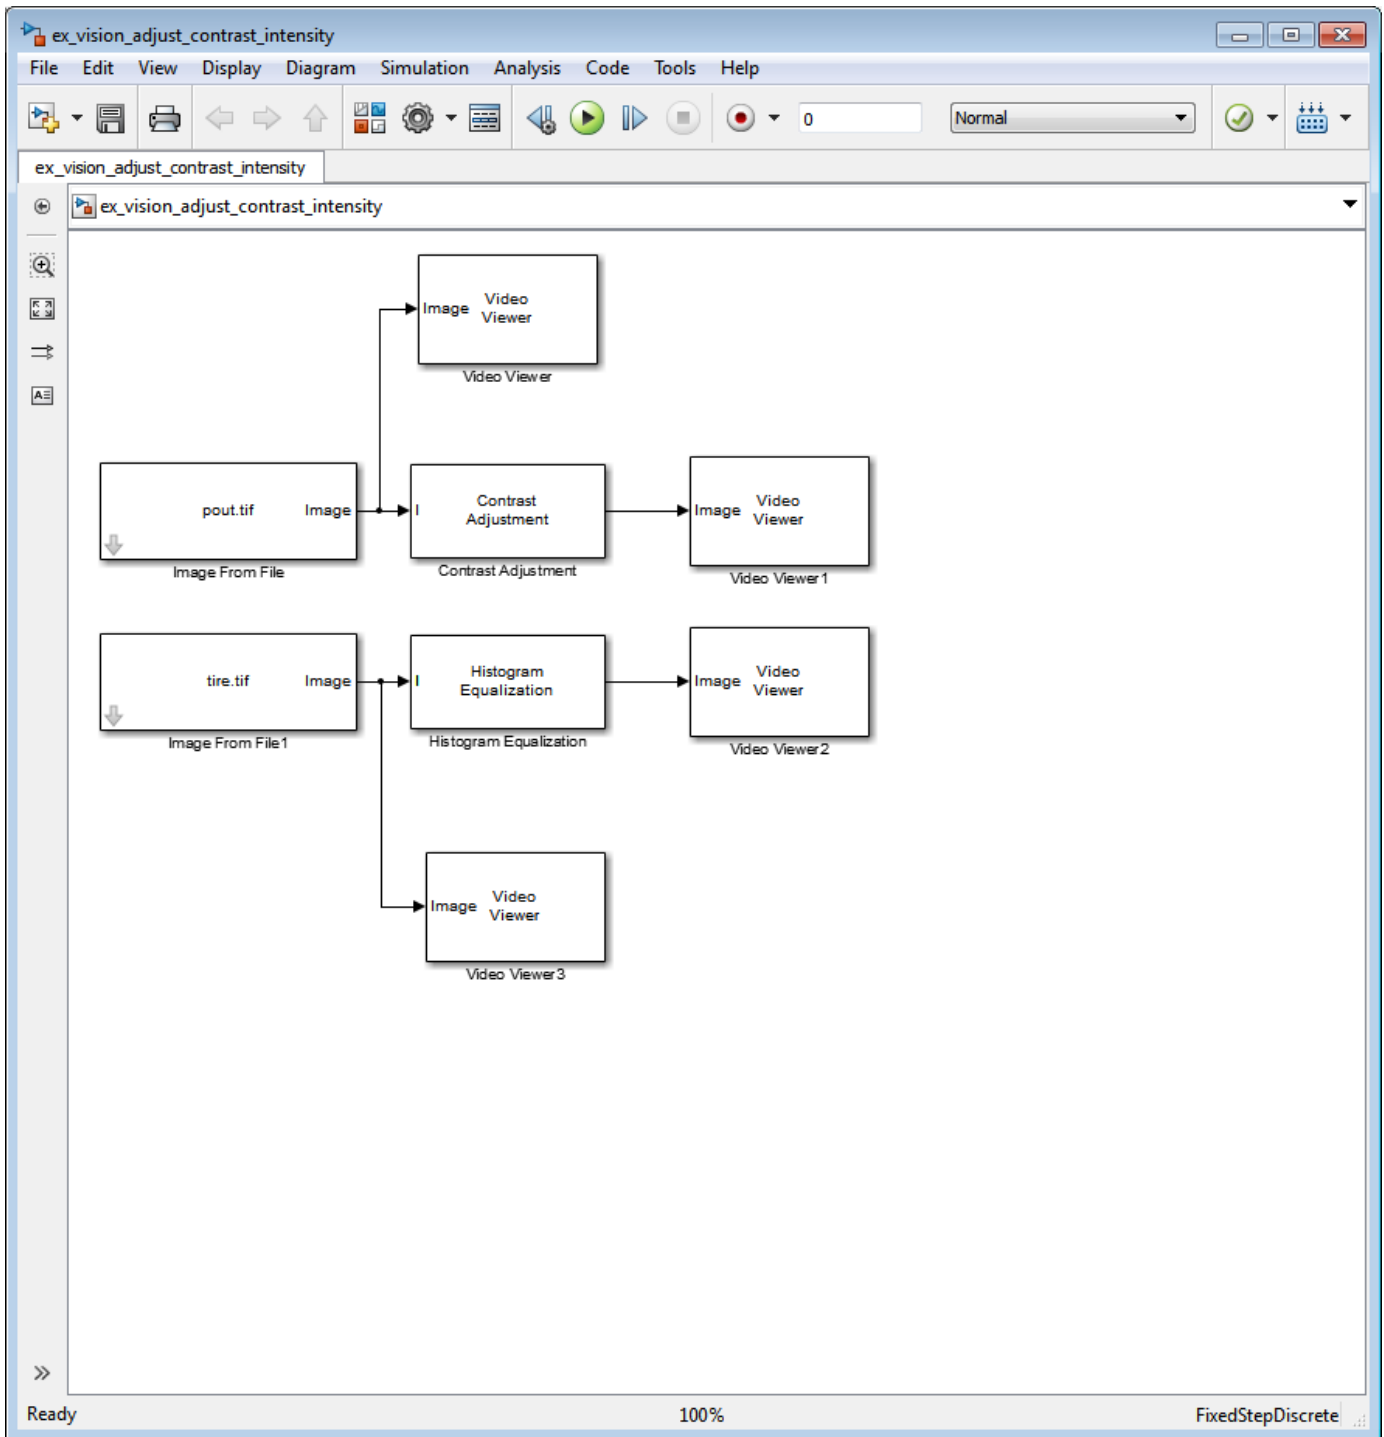 ex_vision_adjust_contrast_intensity
File Edit View Display Diagram Simulation Analysis Code Tools Help
0
Normal
ex_vision_adjust_contrast_intensity
ex_vision_adjust_contrast_intensity
Image
Video
Viewer
Video Viewer
pout.tif
Image
Image From File
I
Contrast
Adjustment
Contrast Adjustment
Image
Video
Viewer
Video Viewer1
tire.tif
Image
Image From File1
I
Histogram
Equalization
Histogram Equalization
Image
Video
Viewer
Video Viewer2
Image
Video
Viewer
Video Viewer3
Ready
100%
FixedStepDiscrete